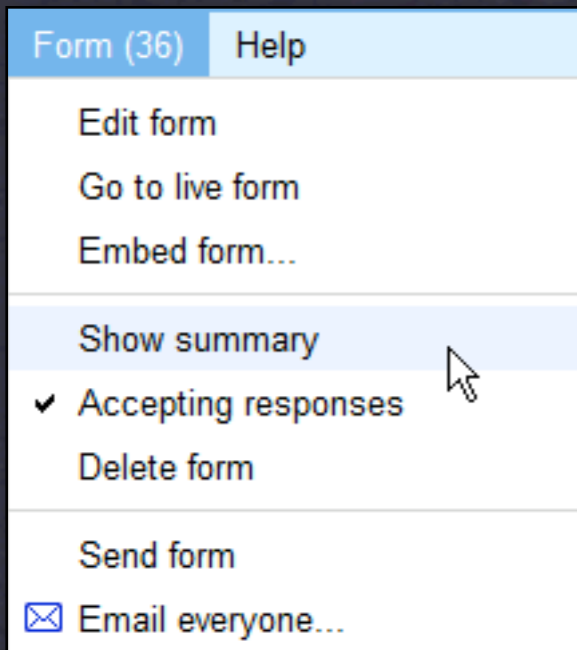 Form (36) Help
Edit form
Go to live form
Embed form...
Show summary
Accepting responses
Delete form
Send form
Email everyone...